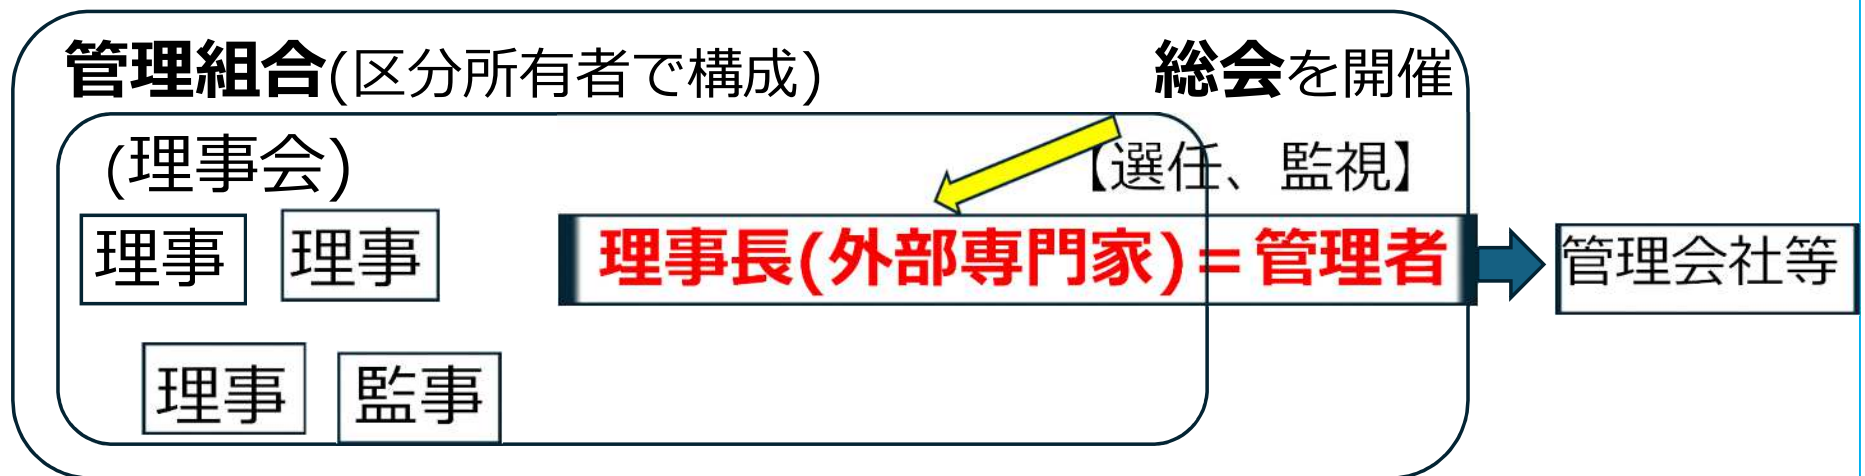 管理組合(区分所有者で構成) 総会を開催
(理事会) 【選任、監視】
理事 理事 理事長(外部専門家)=管理者 管理会社等
理事 監事